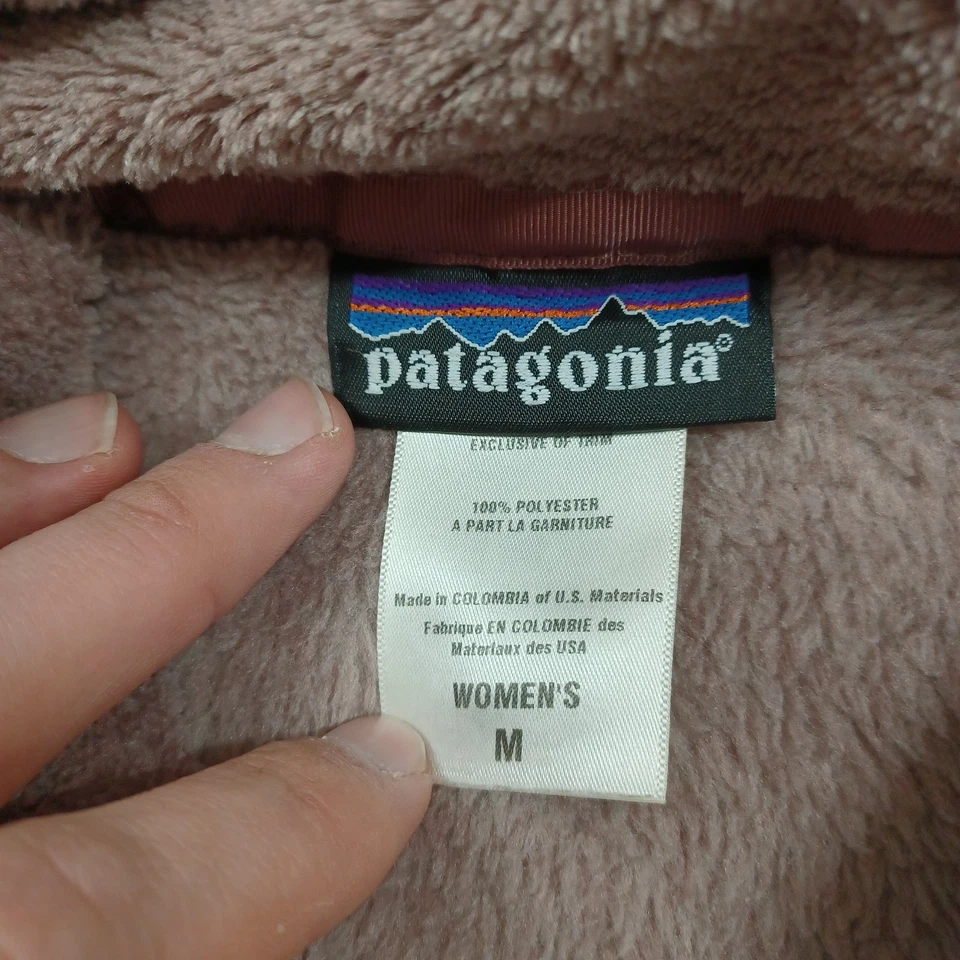 patagonia®
EXCLUSIVE OF TRIM
100% POLYESTER
A PART LA GARNITURE
Made in COLOMBIA of U.S. Materials
Fabrique EN COLOMBIE des
Materiaux des USA
WOMEN'S
M